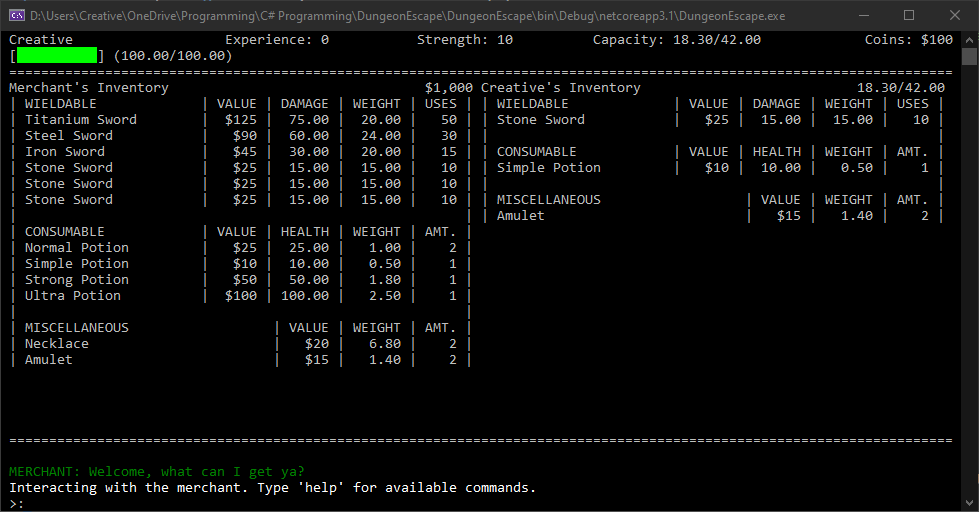 D:\Users\Creative\OneDrive\Programming\C# Programming\DungeonEscape\DungeonEscape\bin\Debug\netcoreapp3.1\DungeonEscape.exe
Creative Experience: 0 Strength: 10 Capacity: 18.30/42.00 Coins: $100
[ ] (100.00/100.00)
Merchant's Inventory $1,000 Creative's Inventory 18.30/42.00
| WIELDABLE | VALUE | DAMAGE | WEIGHT | USES | | WIELDABLE | VALUE | DAMAGE | WEIGHT | USES |
| Titanium Sword | $125 | 75.00 | 20.00 | 50 | | Stone Sword | $25 | 15.00 | 15.00 | 10 |
| Steel Sword | $90 | 60.00 | 24.00 | 30 | | |
| Iron Sword | $45 | 30.00 | 20.00 | 15 | | CONSUMABLE | VALUE | HEALTH | WEIGHT | AMT. |
| Stone Sword | $25 | 15.00 | 15.00 | 10 | | Simple Potion | $10 | 10.00 | 0.50 | 1 |
| Stone Sword | $25 | 15.00 | 15.00 | 10 | | |
| Stone Sword | $25 | 15.00 | 15.00 | 10 | | MISCELLANEOUS | VALUE | WEIGHT | AMT. |
| | | Amulet | $15 | 1.40 | 2 |
| CONSUMABLE | VALUE | HEALTH | WEIGHT | AMT. |
| Normal Potion | $25 | 25.00 | 1.00 | 2 |
| Simple Potion | $10 | 10.00 | 0.50 | 1 |
| Strong Potion | $50 | 50.00 | 1.80 | 1 |
| Ultra Potion | $100 | 100.00 | 2.50 | 1 |
| |
| MISCELLANEOUS | VALUE | WEIGHT | AMT. |
| Necklace | $20 | 6.80 | 2 |
| Amulet | $15 | 1.40 | 2 |
MERCHANT: Welcome, what can I get ya?
Interacting with the merchant. Type 'help' for available commands.
>: